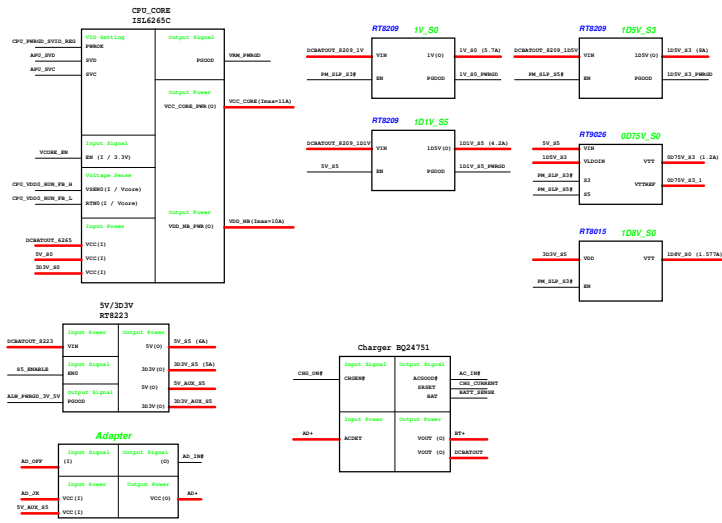 CPU_CORE
ISL6265C
VID Setting
Output Signal
CPU_PWRGD_SVID_REG
PWROK
APU_SVD
SVD
PGOOD
VRM_PWRGD
APU_SVC
SVC
Output Power
VCC_CORE_PWR(O)
VCC_CORE(Imax=11A)
Input Signal
VCORE_EN
EN (I / 3.3V)
Voltage Sense
CPU_VDD0_RUN_FB_H
VSEN0(I / Vcore)
CPU_VDD0_RUN_FB_L
RTN0(I / Vcore)
Output Power
Input Power
VDD_NB_PWR(O)
VDD_NB(Imax=10A)
DCBATOUT_6265
VCC(I)
5V_S0
VCC(I)
3D3V_S0
VCC(I)
RT8209
1V_S0
DCBATOUT_8209_1V
VIN
1V(O)
1V_S0 (5.7A)
PM_SLP_S3#
EN
PGOOD
1V_S0_PWRGD
RT8209
1D5V_S3
DCBATOUT_8209_1D5V
VIN
1D5V(O)
1D5V_S3 (8A)
PM_SLP_S5#
EN
PGOOD
1D5V_S3_PWRGD
RT8209
1D1V_S5
DCBATOUT_8209_1D1V
VIN
1D5V(O)
1D1V_S5 (4.2A)
5V_S5
EN
PGOOD
1D1V_S5_PWRGD
RT9026
0D75V_S0
5V_S5
VIN
1D5V_S3
VLDOIN
VTT
0D75V_S3 (1.2A)
PM_SLP_S3#
S3
VTTREF
0D75V_S3_1
PM_SLP_S5#
S5
RT8015
1D8V_S0
3D3V_S5
VDD
VTT
1D8V_S0 (1.577A)
PM_SLP_S3#
EN
5V/3D3V
RT8223
Input Power
Output Power
DCBATOUT_8223
VIN
5V(O)
5V_S5 (6A)
Input Signal
3D3V(O)
3D3V_S5 (5A)
S5_ENABLE
EN0
5V(O)
5V_AUX_S5
Output Signal
ALW_PWRGD_3V_5V
PGOOD
3D3V(O)
3D3V_AUX_S5
Charger BQ24751
Input Signal
Output Signal
CHG_ON#
CHGEN#
ACGOOD#
AC_IN#
SRSET
CHG_CURRENT
BAT
BATT_SENSE
Input Power
Output Power
AD+
ACDET
VOUT (O)
BT+
VOUT (O)
DCBATOUT
Adapter
Input Signal
Output Signal
AD_OFF
(I)
(O)
AD_IN#
Input Power
Output Power
AD_JK
VCC(I)
VCC(O)
AD+
5V_AUX_S5
VCC(I)